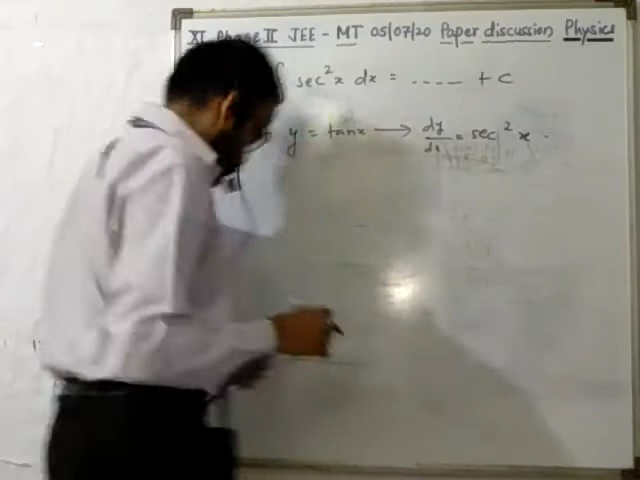 XI Phase II JEE - MT 05/07/20 Paper discussion Physics
∫ sec²x dx = ---- + c
y = tanx → dy/dx = sec²x .